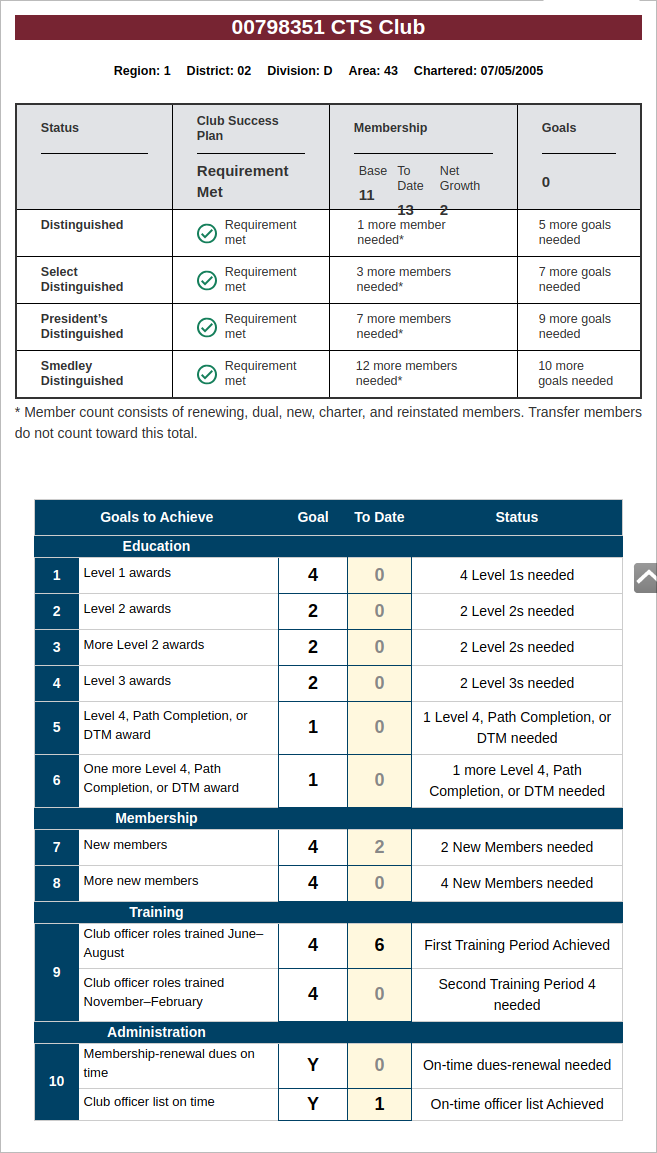 00798351 CTS Club
Region: 1 District: 02 Division: D Area: 43 Chartered: 07/05/2005
Status
Club Success
Plan
Membership
Goals
Requirement
Met
Base To Date Net Growth
11 13 2
0
Distinguished
Requirement
met
1 more member
needed*
5 more goals
needed
Select
Distinguished
Requirement
met
3 more members
needed*
7 more goals
needed
President’s
Distinguished
Requirement
met
7 more members
needed*
9 more goals
needed
Smedley
Distinguished
Requirement
met
12 more members
needed*
10 more
goals needed
* Member count consists of renewing, dual, new, charter, and reinstated members. Transfer members
do not count toward this total.
Goals to Achieve Goal To Date Status
Education
1 Level 1 awards 4 0 4 Level 1s needed
2 Level 2 awards 2 0 2 Level 2s needed
3 More Level 2 awards 2 0 2 Level 2s needed
4 Level 3 awards 2 0 2 Level 3s needed
5 Level 4, Path Completion, or
DTM award
1 0 1 Level 4, Path Completion, or
DTM needed
6 One more Level 4, Path
Completion, or DTM award
1 0 1 more Level 4, Path
Completion, or DTM needed
Membership
7 New members 4 2 2 New Members needed
8 More new members 4 0 4 New Members needed
Training
9 Club officer roles trained June–
August
4 6 First Training Period Achieved
Club officer roles trained
November–February
4 0 Second Training Period 4
needed
Administration
10 Membership-renewal dues on
time
Y 0 On-time dues-renewal needed
Club officer list on time Y 1 On-time officer list Achieved